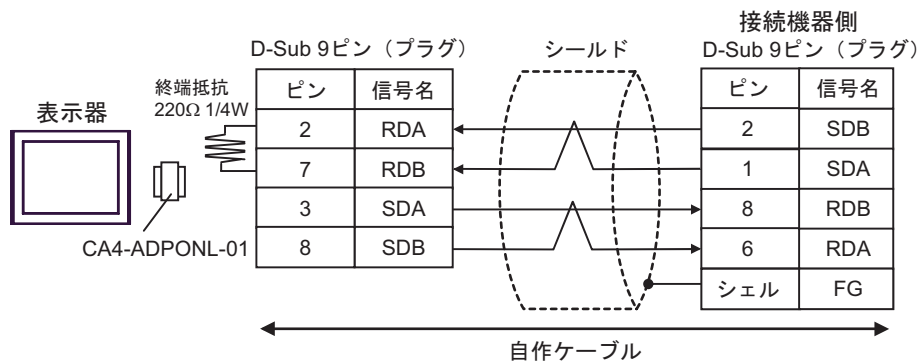 接続機器側
D-Sub 9ピン（プラグ）
シールド
D-Sub 9ピン（プラグ）
終端抵抗
220Ω 1/4W
表示器
CA4-ADPONL-01
ピン 信号名
2 RDA
7 RDB
3 SDA
8 SDB
ピン 信号名
2 SDB
1 SDA
8 RDB
6 RDA
シェル FG
自作ケーブル